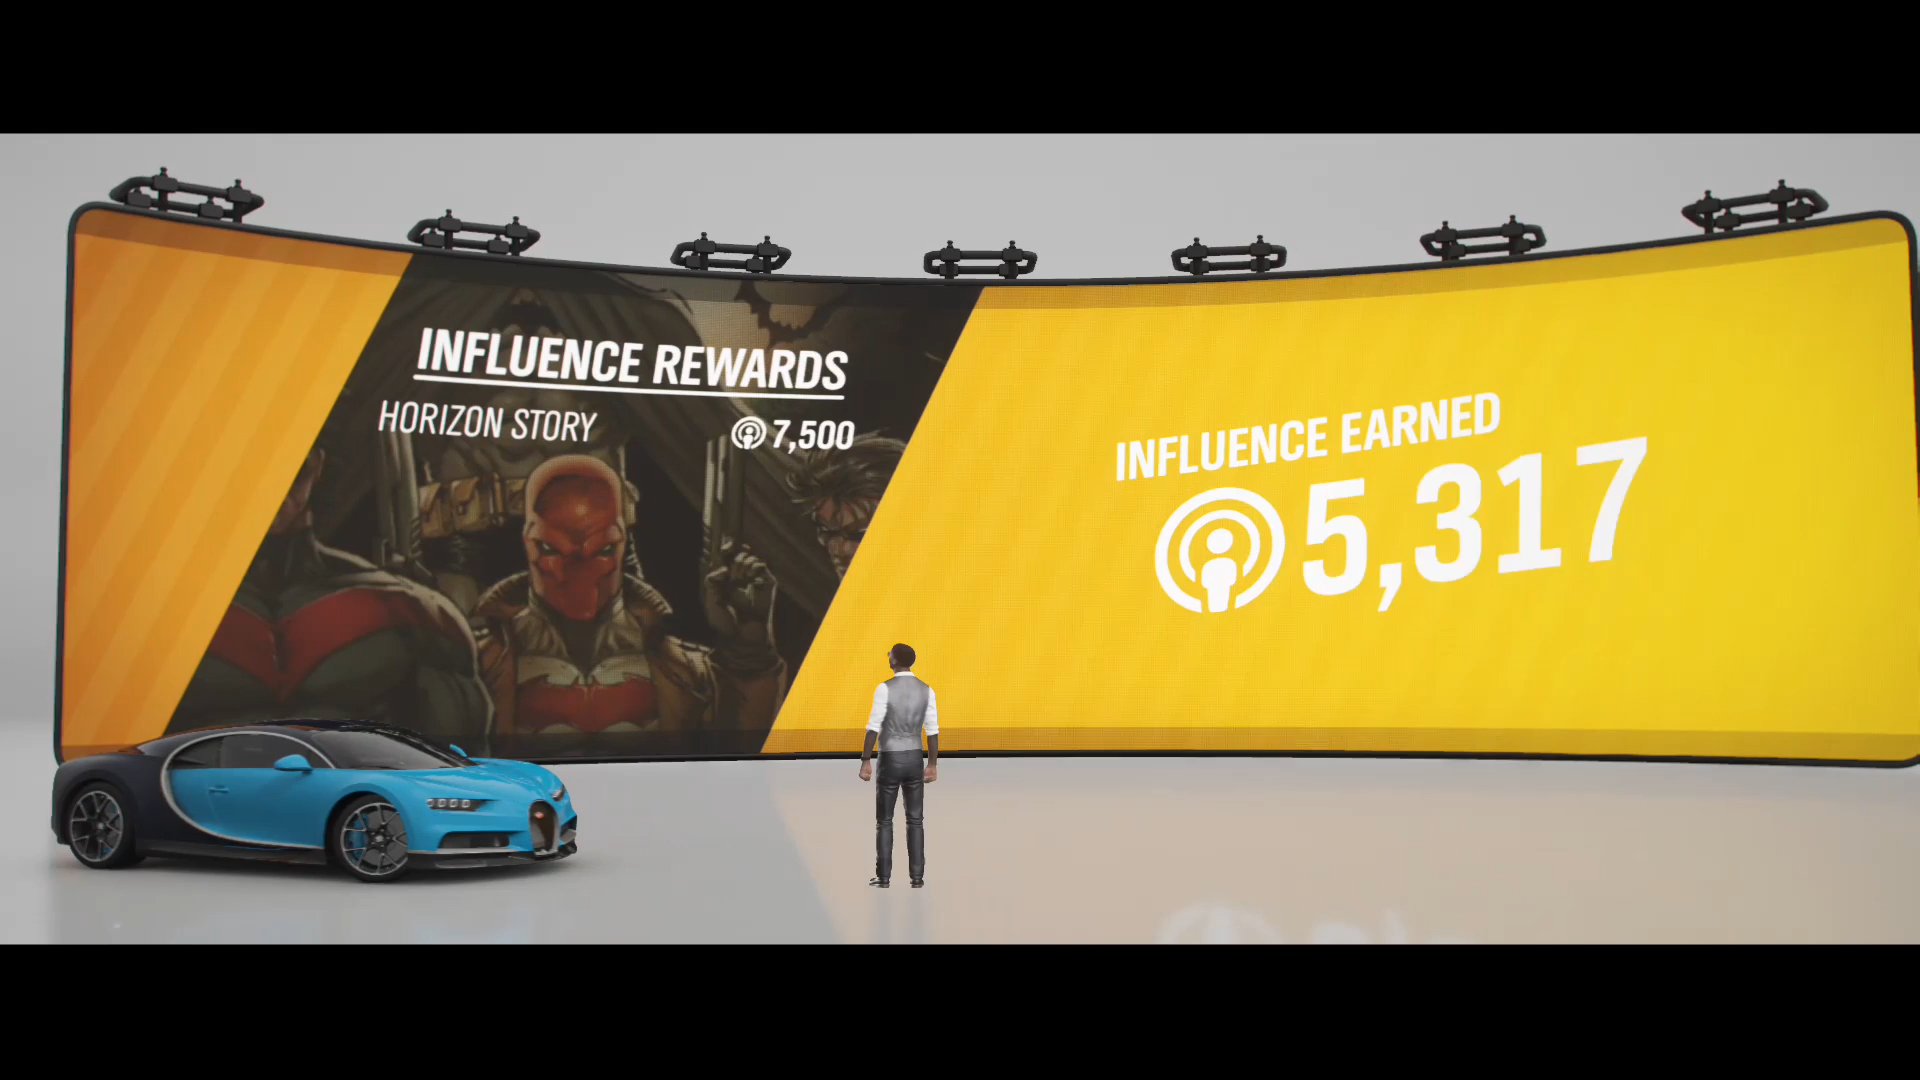 INFLUENCE REWARDS
HORIZON STORY 7,500
INFLUENCE EARNED
5,317